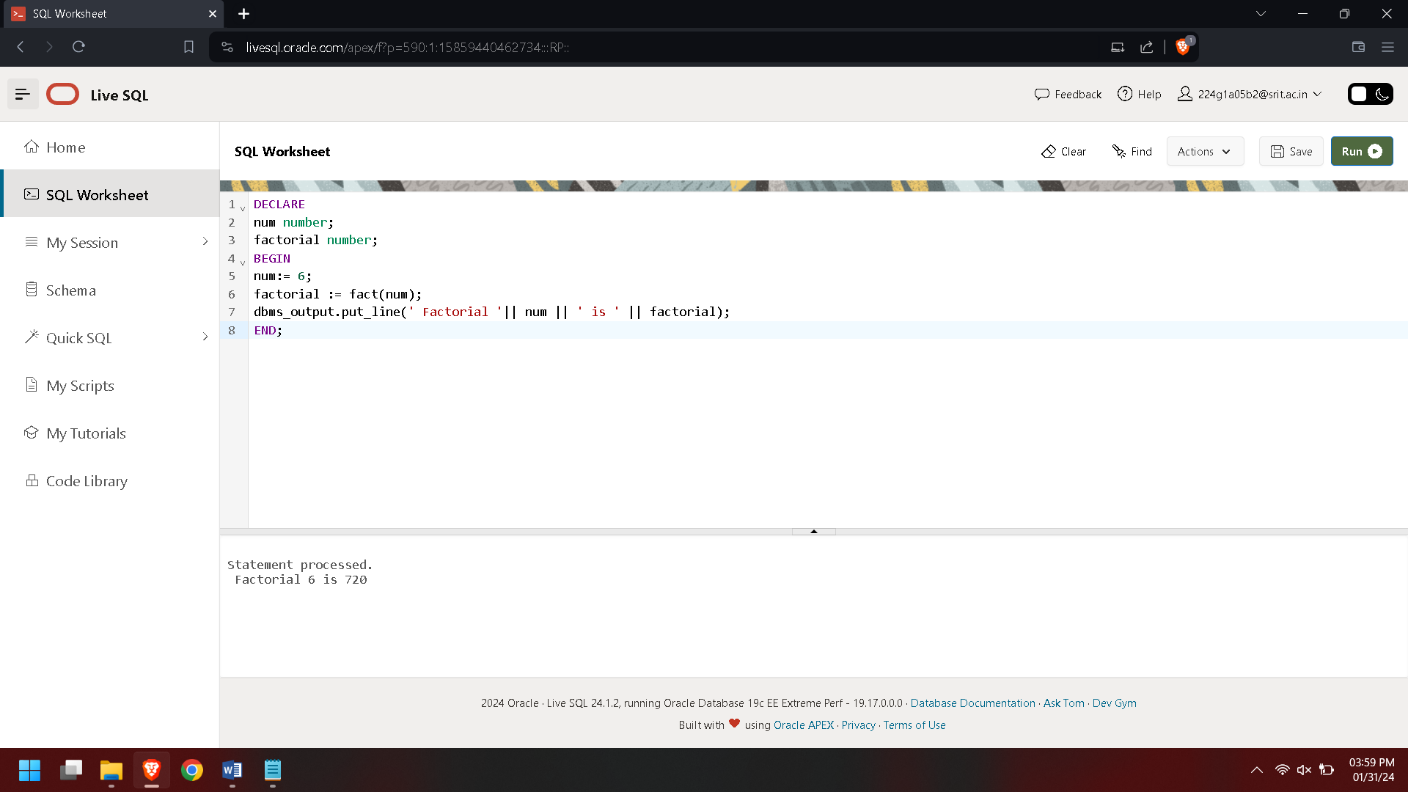 SQL Worksheet
livesql.oracle.com/apex/f?p=590:1:15859440462734:::RP::
1
Live SQL
Feedback
Help
224g1a05b2@srit.ac.in
Home
SQL Worksheet
My Session
Schema
Quick SQL
My Scripts
My Tutorials
Code Library
SQL Worksheet
Clear
Find
Actions
Save
Run
1 DECLARE
2 num number;
3 factorial number;
4 BEGIN
5 num:= 6;
6 factorial := fact(num);
7 dbms_output.put_line(' Factorial '|| num || ' is ' || factorial);
8 END;
Statement processed.
Factorial 6 is 720
2024 Oracle · Live SQL 24.1.2, running Oracle Database 19c EE Extreme Perf - 19.17.0.0.0 · Database Documentation · Ask Tom · Dev Gym
Built with ❤ using Oracle APEX · Privacy · Terms of Use
03:59 PM
01/31/24